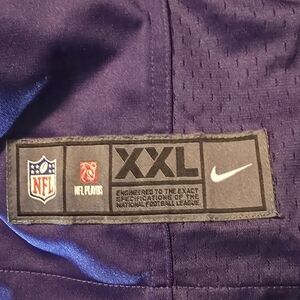 NFL
NFL PLAYERS
XXL
ENGINEERED TO THE EXACT
SPECIFICATIONS OF THE
NATIONAL FOOTBALL LEAGUE.